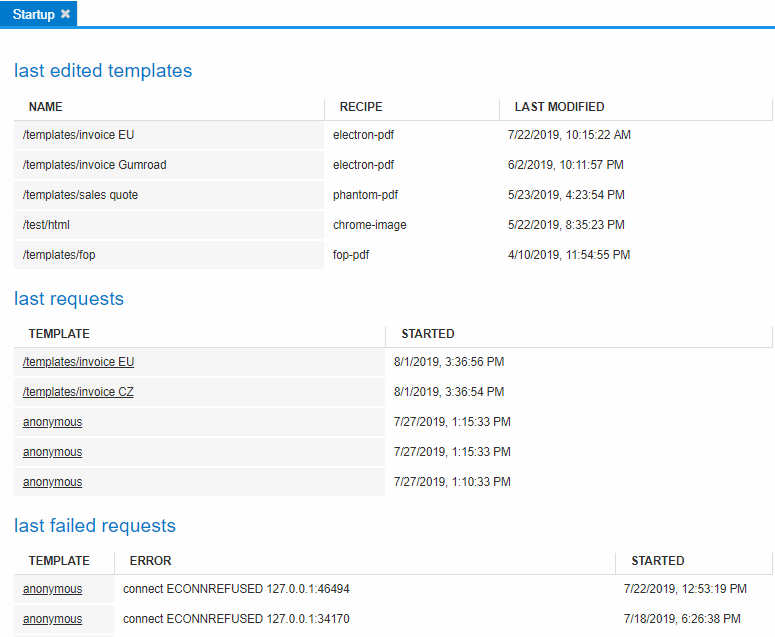 Startup ✖
last edited templates
NAME RECIPE LAST MODIFIED
/templates/invoice EU electron-pdf 7/22/2019, 10:15:22 AM
/templates/invoice Gumroad electron-pdf 6/2/2019, 10:11:57 PM
/templates/sales quote phantom-pdf 5/23/2019, 4:23:54 PM
/test/html chrome-image 5/22/2019, 8:35:23 PM
/templates/fop fop-pdf 4/10/2019, 11:54:55 PM
last requests
TEMPLATE STARTED
/templates/invoice EU 8/1/2019, 3:36:56 PM
/templates/invoice CZ 8/1/2019, 3:36:54 PM
anonymous 7/27/2019, 1:15:33 PM
anonymous 7/27/2019, 1:15:33 PM
anonymous 7/27/2019, 1:10:33 PM
last failed requests
TEMPLATE ERROR STARTED
anonymous connect ECONNREFUSED 127.0.0.1:46494 7/22/2019, 12:53:19 PM
anonymous connect ECONNREFUSED 127.0.0.1:34170 7/18/2019, 6:26:38 PM